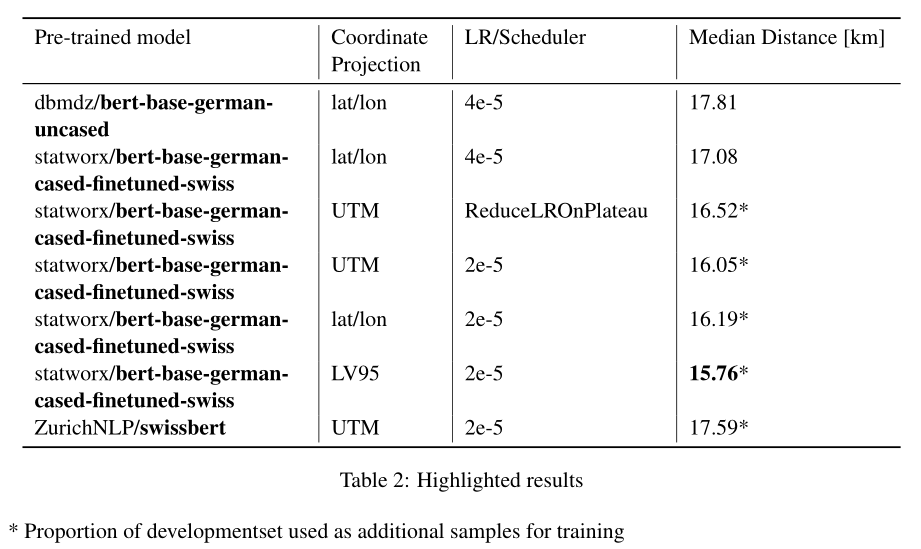 Pre-trained model Coordinate Projection LR/Scheduler Median Distance [km]
dbmdz/bert-base-german-uncased lat/lon 4e-5 17.81
statworx/bert-base-german-cased-finetuned-swiss lat/lon 4e-5 17.08
statworx/bert-base-german-cased-finetuned-swiss UTM ReduceLROnPlateau 16.52*
statworx/bert-base-german-cased-finetuned-swiss UTM 2e-5 16.05*
statworx/bert-base-german-cased-finetuned-swiss lat/lon 2e-5 16.19*
statworx/bert-base-german-cased-finetuned-swiss LV95 2e-5 15.76*
ZurichNLP/swissbert UTM 2e-5 17.59*
Table 2: Highlighted results
* Proportion of developmentset used as additional samples for training